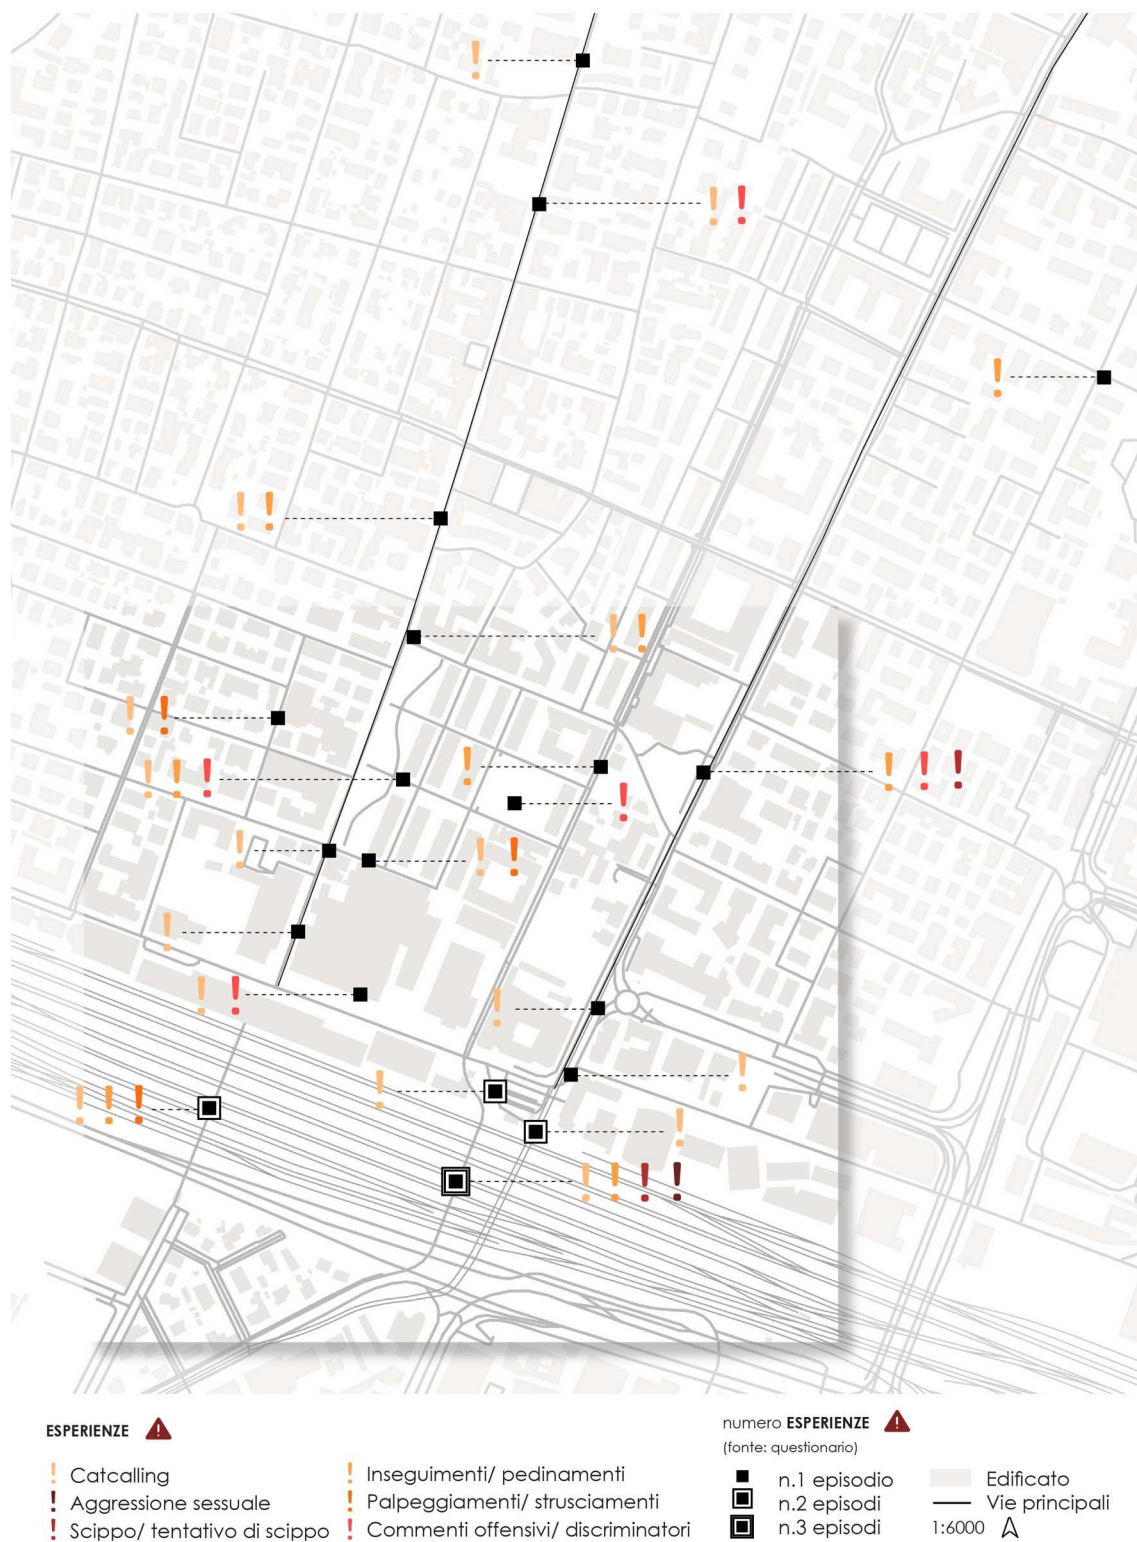 ESPERIENZE
Catcalling
Aggressione sessuale
Scippo/ tentativo di scippo
Inseguimenti/ pedinamenti
Palpeggiamenti/ strusciamenti
Commenti offensivi/ discriminatori
numero ESPERIENZE
(fonte: questionario)
n.1 episodio
n.2 episodi
n.3 episodi
Edificato
Vie principali
1:6000